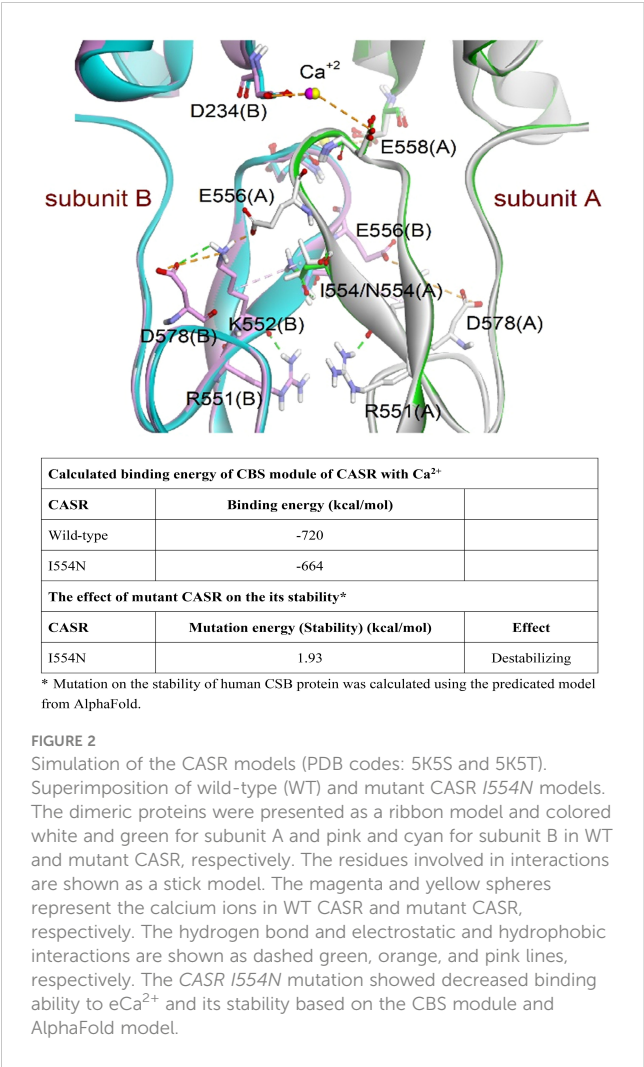 Ca+2
D234(B)
E558(A)
subunit B
E556(A)
subunit A
E556(B)
I554/N554(A)
D578(B)
K552(B)
D578(A)
R551(B)
R551(A)
Calculated binding energy of CBS module of CASR with Ca2+
CASR Binding energy (kcal/mol)
Wild-type -720
I554N -664
The effect of mutant CASR on the its stability*
CASR Mutation energy (Stability) (kcal/mol) Effect
I554N 1.93 Destabilizing
* Mutation on the stability of human CSB protein was calculated using the predicated model
from AlphaFold.
FIGURE 2
Simulation of the CASR models (PDB codes: 5K5S and 5K5T).
Superimposition of wild-type (WT) and mutant CASR I554N models.
The dimeric proteins were presented as a ribbon model and colored
white and green for subunit A and pink and cyan for subunit B in WT
and mutant CASR, respectively. The residues involved in interactions
are shown as a stick model. The magenta and yellow spheres
represent the calcium ions in WT CASR and mutant CASR,
respectively. The hydrogen bond and electrostatic and hydrophobic
interactions are shown as dashed green, orange, and pink lines,
respectively. The CASR I554N mutation showed decreased binding
ability to eCa2+ and its stability based on the CBS module and
AlphaFold model.